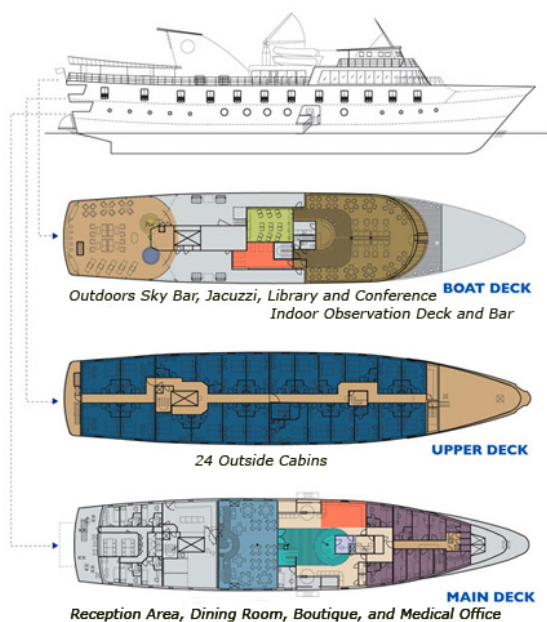 BOAT DECK
Outdoors Sky Bar, Jacuzzi, Library and Conference
Indoor Observation Deck and Bar
UPPER DECK
24 Outside Cabins
MAIN DECK
Reception Area, Dining Room, Boutique, and Medical Office